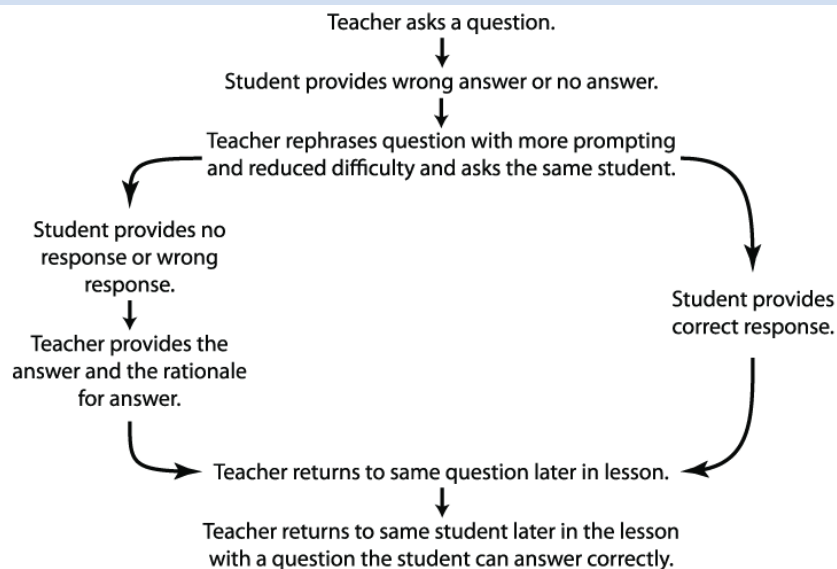 Teacher asks a question.
Student provides wrong answer or no answer.
Teacher rephrases question with more prompting
and reduced difficulty and asks the same student.
Student provides no
response or wrong
response.
Teacher provides the
answer and the rationale
for answer.
Student provides
correct response.
Teacher returns to same question later in lesson.
Teacher returns to same student later in the lesson
with a question the student can answer correctly.